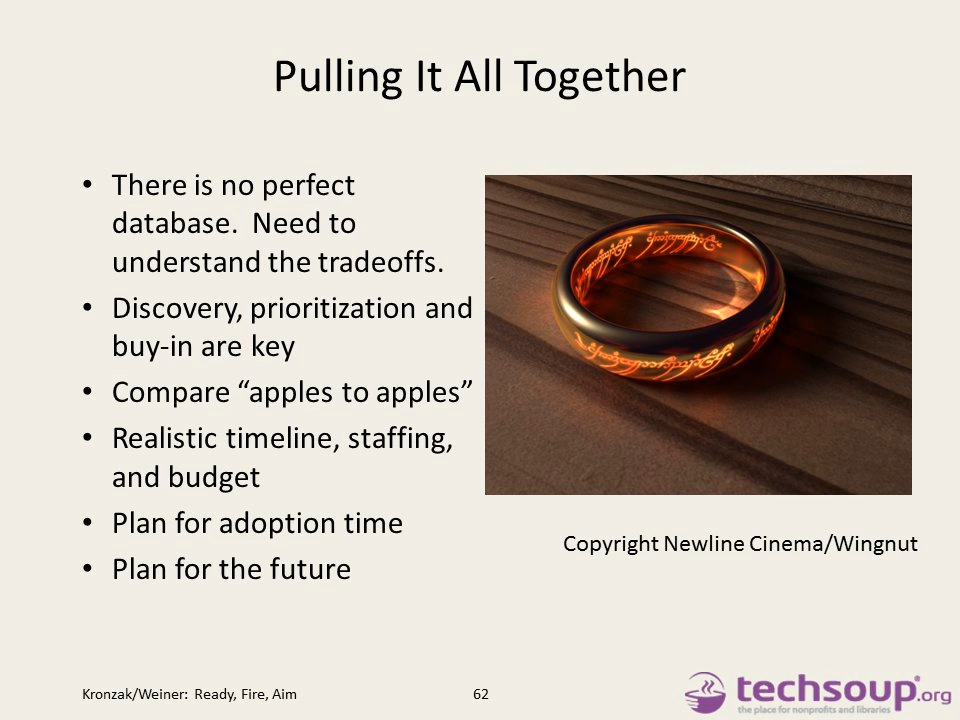 Pulling It All Together
• There is no perfect
database.  Need to
understand the tradeoffs.
• Discovery, prioritization and
buy-in are key
• Compare “apples to apples”
• Realistic timeline, staffing,
and budget
• Plan for adoption time
• Plan for the future
Copyright Newline Cinema/Wingnut
Kronzak/Weiner:  Ready, Fire, Aim
62
techsoup®.org
the place for nonprofits and libraries